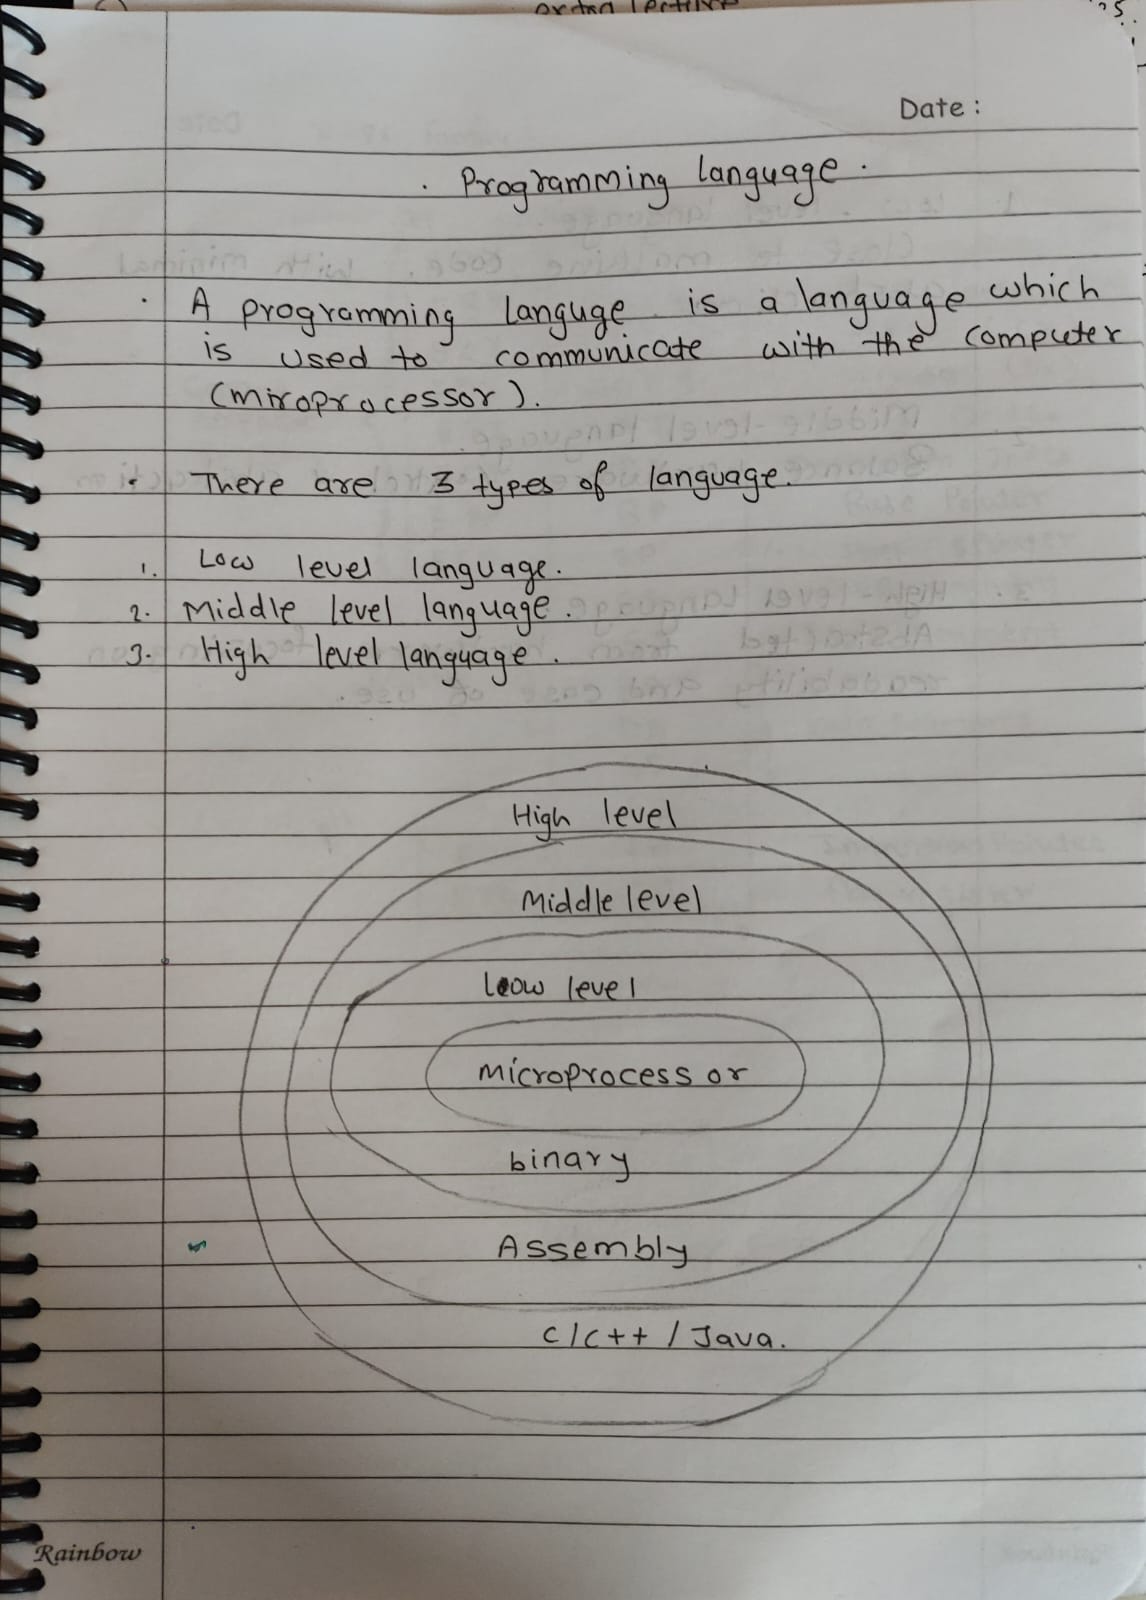 Date :
. Programming language .
. A programming languge is a language which
is used to communicate with the computer
(miroprocessor).
. There are 3 types of language.
1. Low level language.
2. Middle level language .
3. High level language .
High level
Middle level
Low level
microprocessor
binary
Assembly
C/C++ / Java.
Rainbow